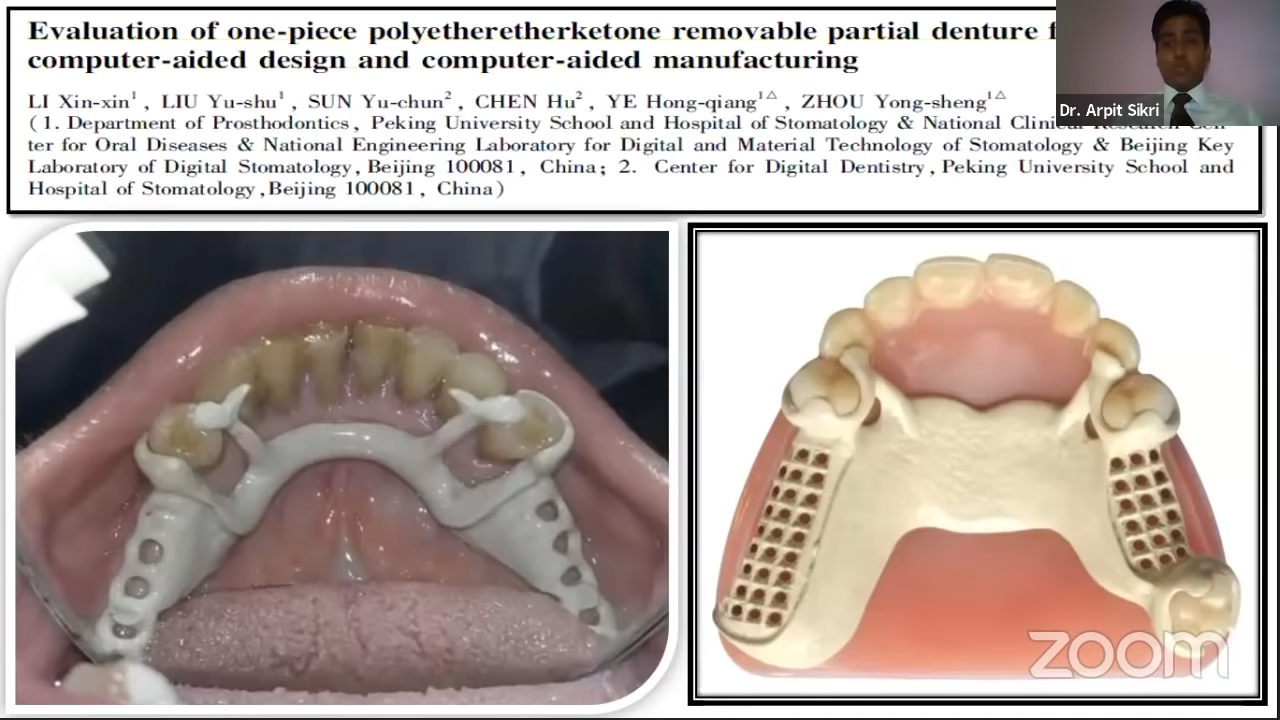 Evaluation of one-piece polyetheretherketone removable partial denture
computer-aided design and computer-aided manufacturing
LI Xin-xin1, LIU Yu-shu1, SUN Yu-chun2, CHEN Hu2, YE Hong-qiang1△, ZHOU Yong-sheng1△
Dr. Arpit Sikri
(1. Department of Prosthodontics, Peking University School and Hospital of Stomatology & National Clinical Research Cen-
ter for Oral Diseases & National Engineering Laboratory for Digital and Material Technology of Stomatology & Beijing Key
Laboratory of Digital Stomatology, Beijing 100081, China; 2. Center for Digital Dentistry, Peking University School and
Hospital of Stomatology, Beijing 100081, China)
zoom